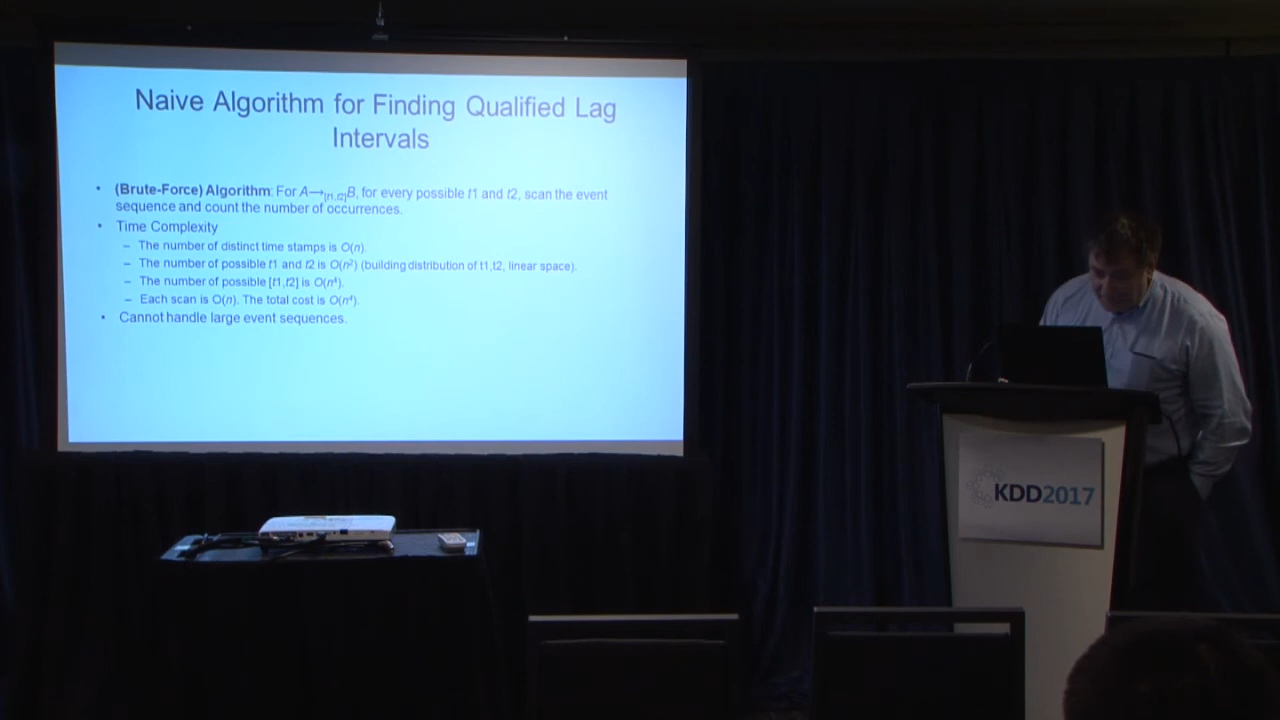 Naive Algorithm for Finding Qualified Lag
Intervals
• (Brute-Force) Algorithm: For A→[t1,t2]B, for every possible t1 and t2, scan the event
sequence and count the number of occurrences.
• Time Complexity
– The number of distinct time stamps is O(n).
– The number of possible t1 and t2 is O(n²) (building distribution of t1,t2, linear space).
– The number of possible [t1,t2] is O(n⁴).
– Each scan is O(n). The total cost is O(n⁴).
• Cannot handle large event sequences.
KDD2017